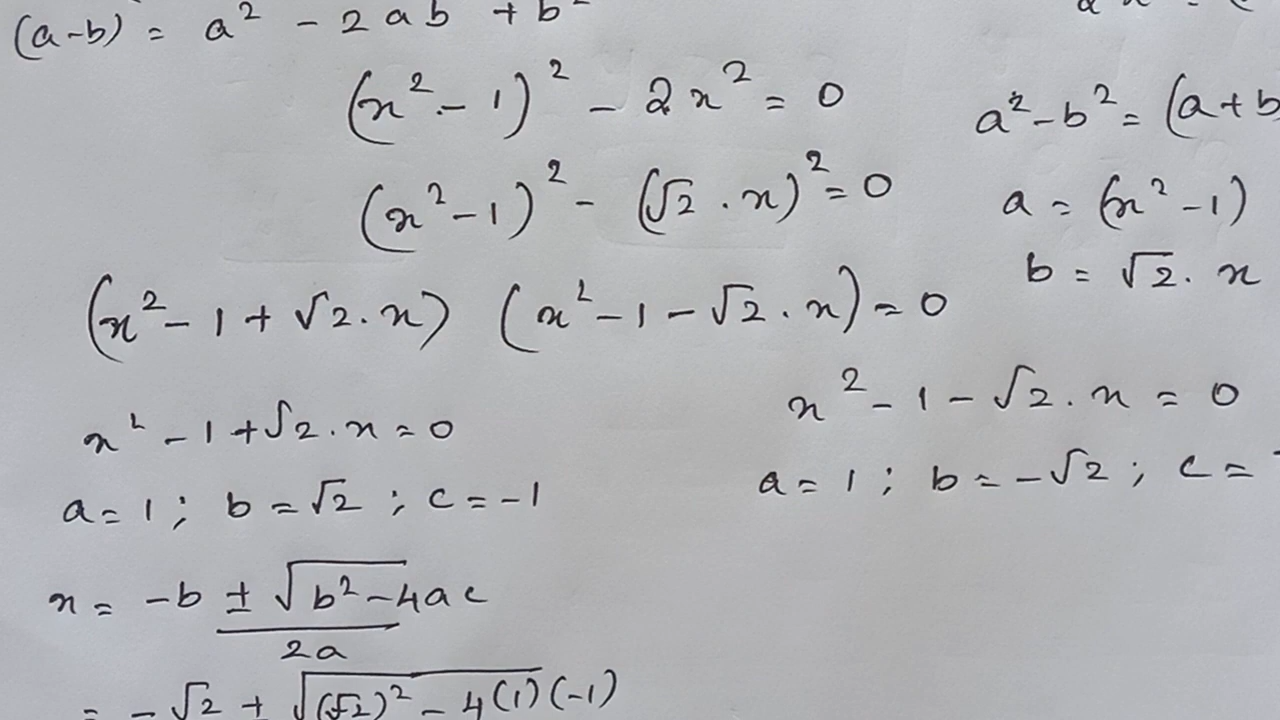 (a-b) = a² - 2ab + b²
(x² - 1)² - 2x² = 0
a² - b² = (a + b
(x² - 1)² - (√2 . x)² = 0
a = (x² - 1)
b = √2 . x
(x² - 1 + √2 . x) (x² - 1 - √2 . x) = 0
x² - 1 + √2 . x = 0
x² - 1 - √2 . x = 0
a = 1 ; b = √2 ; c = -1
a = 1 ; b = -√2 ; c =
x = -b ± √b² - 4ac
2a
= -√2 + √(√2)² - 4(1)(-1)